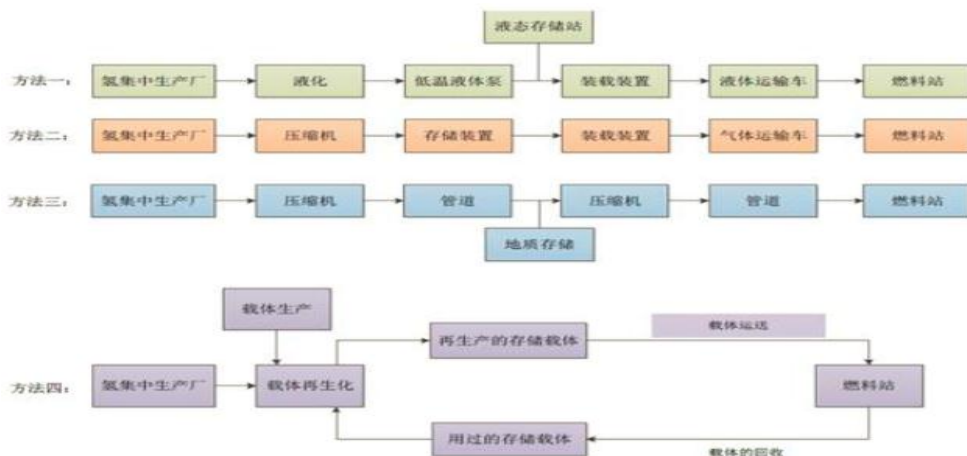 液态存储站
方法一： 氢集中生产厂 液化 低温液体泵 装载装置 液体运输车 燃料站
方法二： 氢集中生产厂 压缩机 存储装置 装载装置 气体运输车 燃料站
方法三： 氢集中生产厂 压缩机 管道 压缩机 管道 燃料站
地质存储
载体生产
再生产的存储载体 载体运送
方法四： 氢集中生产厂 载体再生化 燃料站
用过的存储载体 载体的回收